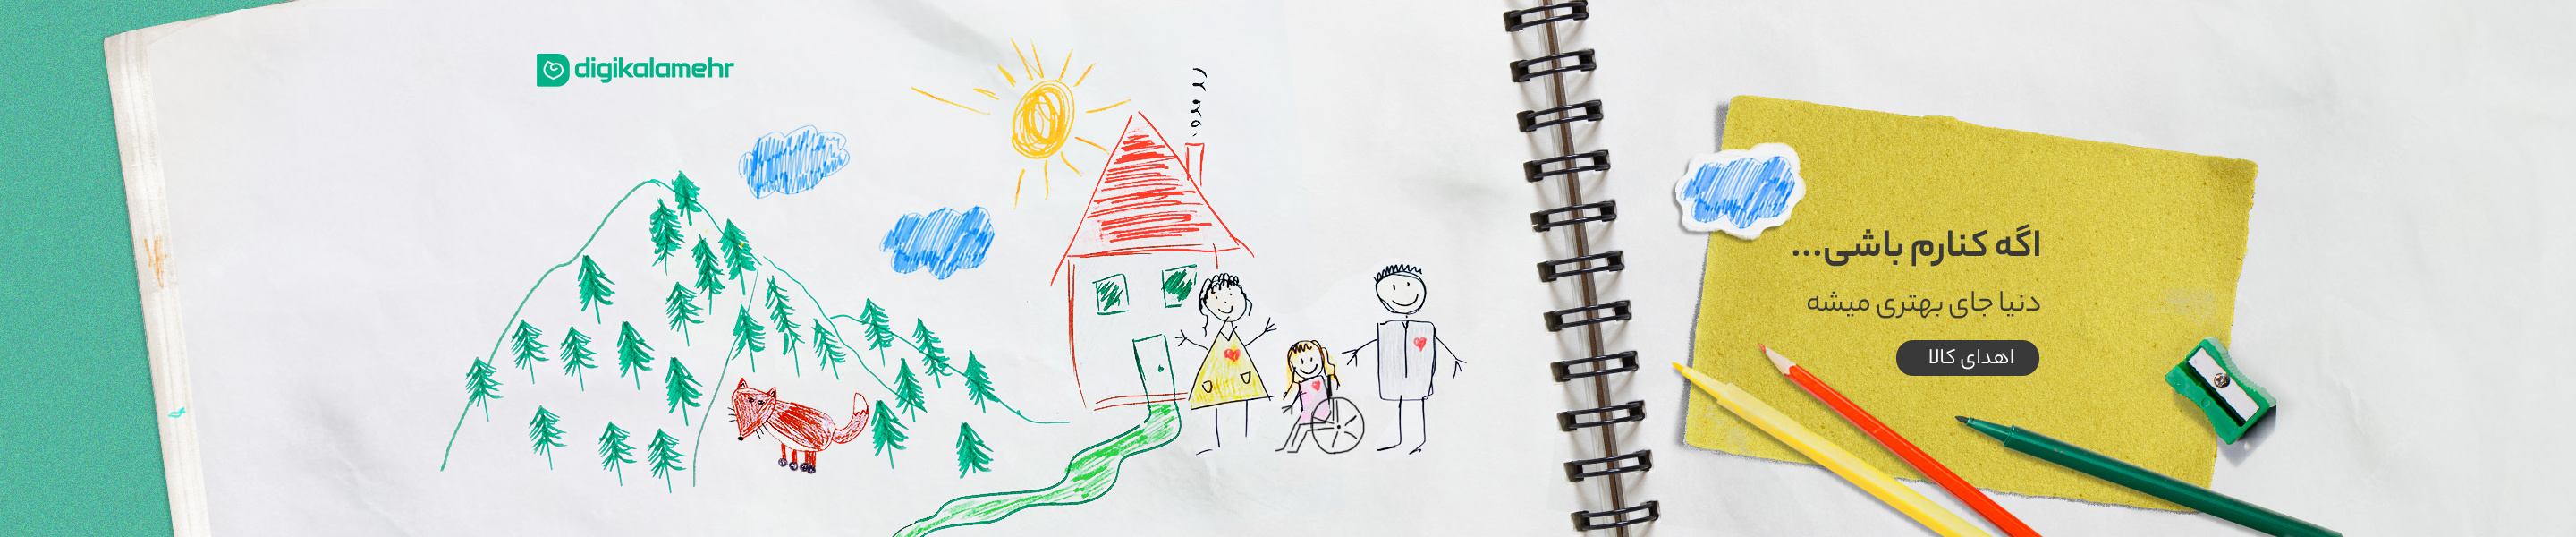 digikalamehr
اگه کنارم باشی...
دنیا جای بهتری میشه
اهدای کالا